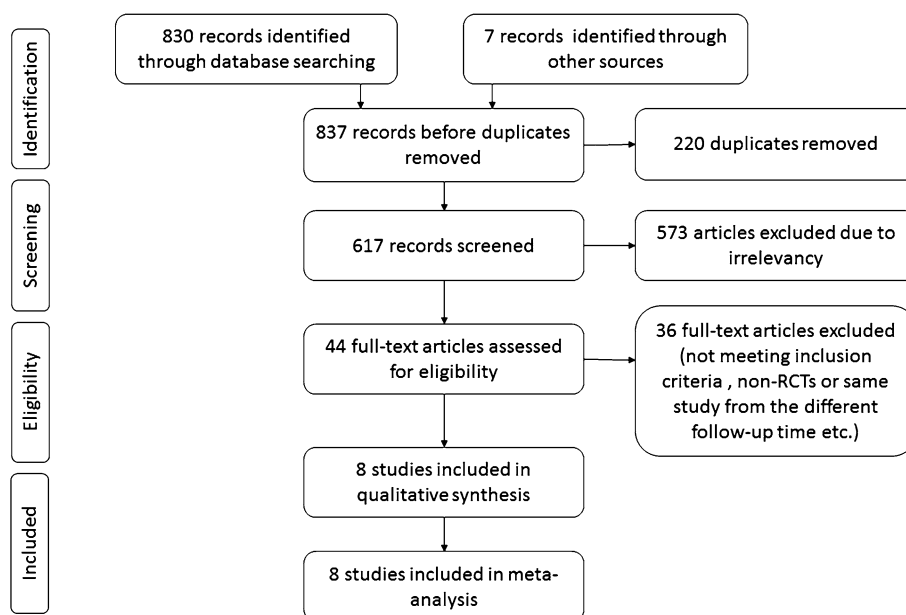 Identification
830 records identified
through database searching
7 records identified through
other sources
837 records before duplicates
removed
220 duplicates removed
Screening
617 records screened
573 articles excluded due to
irrelevancy
Eligibility
44 full-text articles assessed
for eligibility
36 full-text articles excluded
(not meeting inclusion
criteria , non-RCTs or same
study from the different
follow-up time etc.)
Included
8 studies included in
qualitative synthesis
8 studies included in meta-
analysis